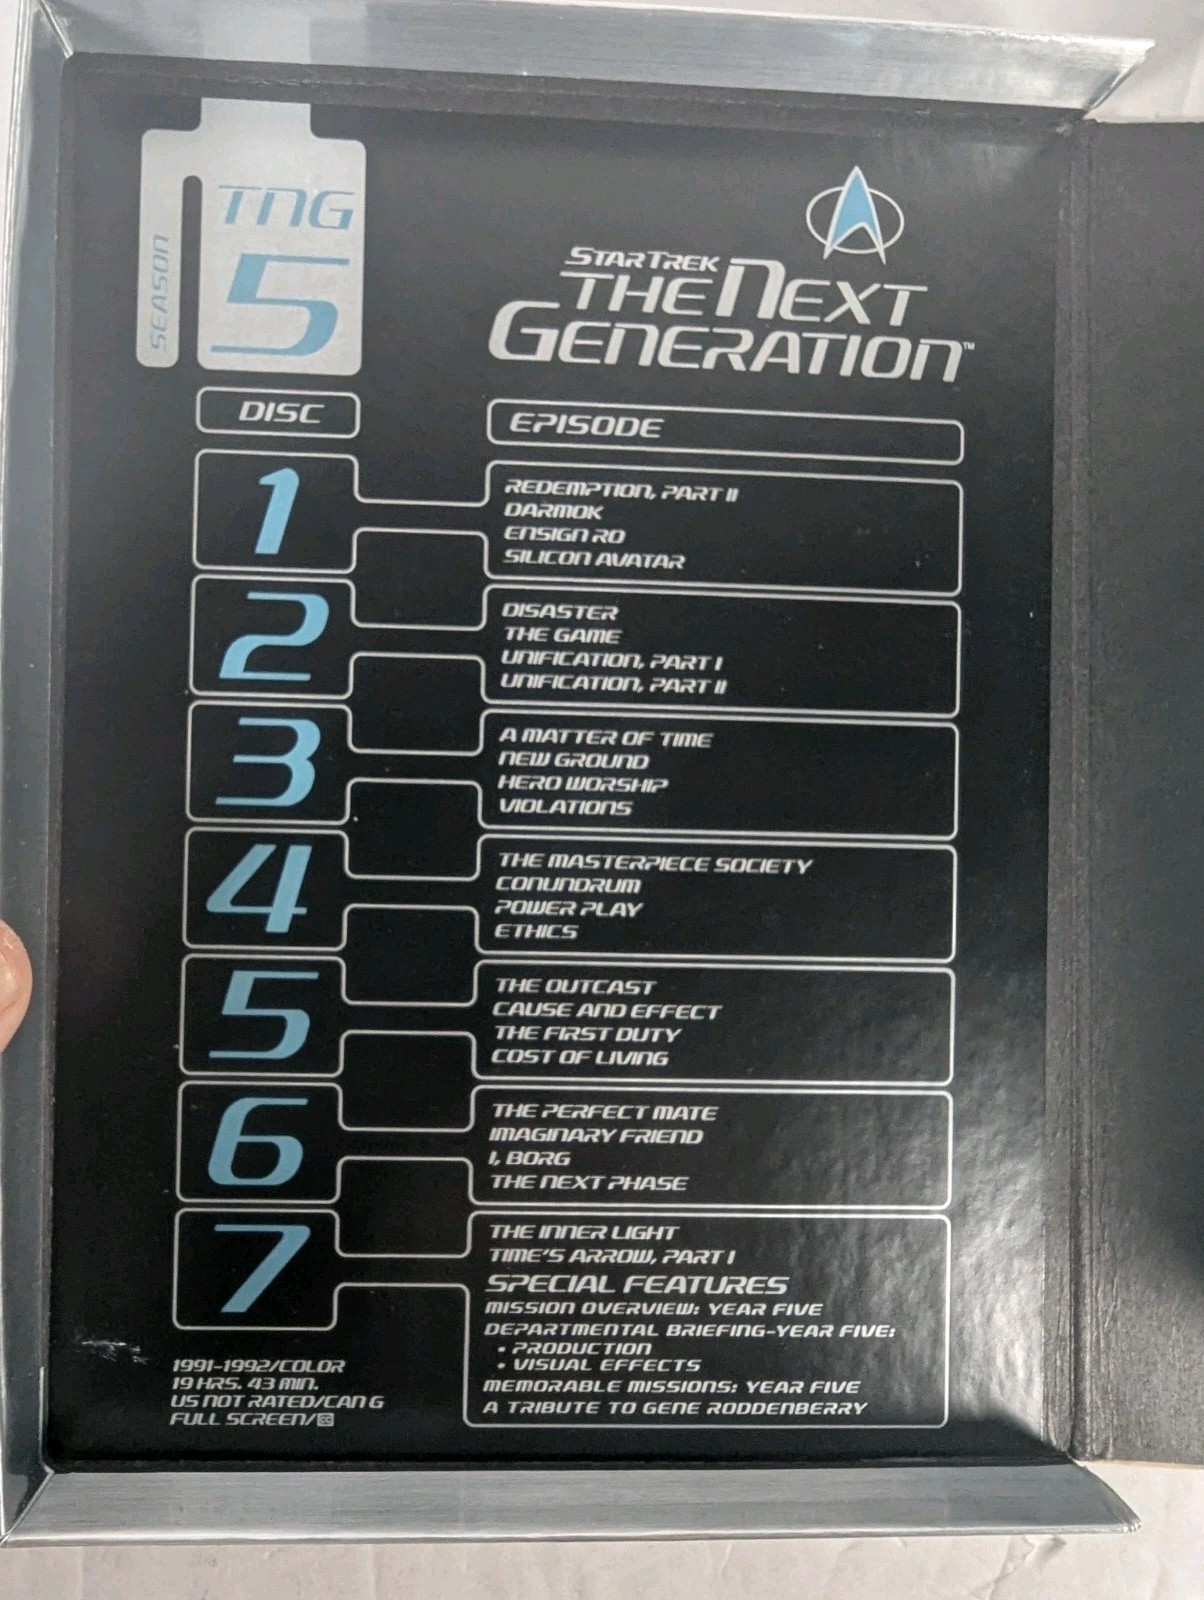 TNG
SEASON
5
STAR TREK
THE NEXT
GENERATION™
DISC
EPISODE
1
REDEMPTION, PART II
DARMOK
ENSIGN RO
SILICON AVATAR
2
DISASTER
THE GAME
UNIFICATION, PART I
UNIFICATION, PART II
3
A MATTER OF TIME
NEW GROUND
HERO WORSHIP
VIOLATIONS
4
THE MASTERPIECE SOCIETY
CONUNDRUM
POWER PLAY
ETHICS
5
THE OUTCAST
CAUSE AND EFFECT
THE FIRST DUTY
COST OF LIVING
6
THE PERFECT MATE
IMAGINARY FRIEND
I, BORG
THE NEXT PHASE
7
THE INNER LIGHT
TIME'S ARROW, PART I
SPECIAL FEATURES
MISSION OVERVIEW: YEAR FIVE
DEPARTMENTAL BRIEFING-YEAR FIVE:
• PRODUCTION
• VISUAL EFFECTS
MEMORABLE MISSIONS: YEAR FIVE
A TRIBUTE TO GENE RODDENBERRY
1991-1992/COLOR
19 HRS. 43 MIN.
US NOT RATED/CAN G
FULL SCREEN/CC